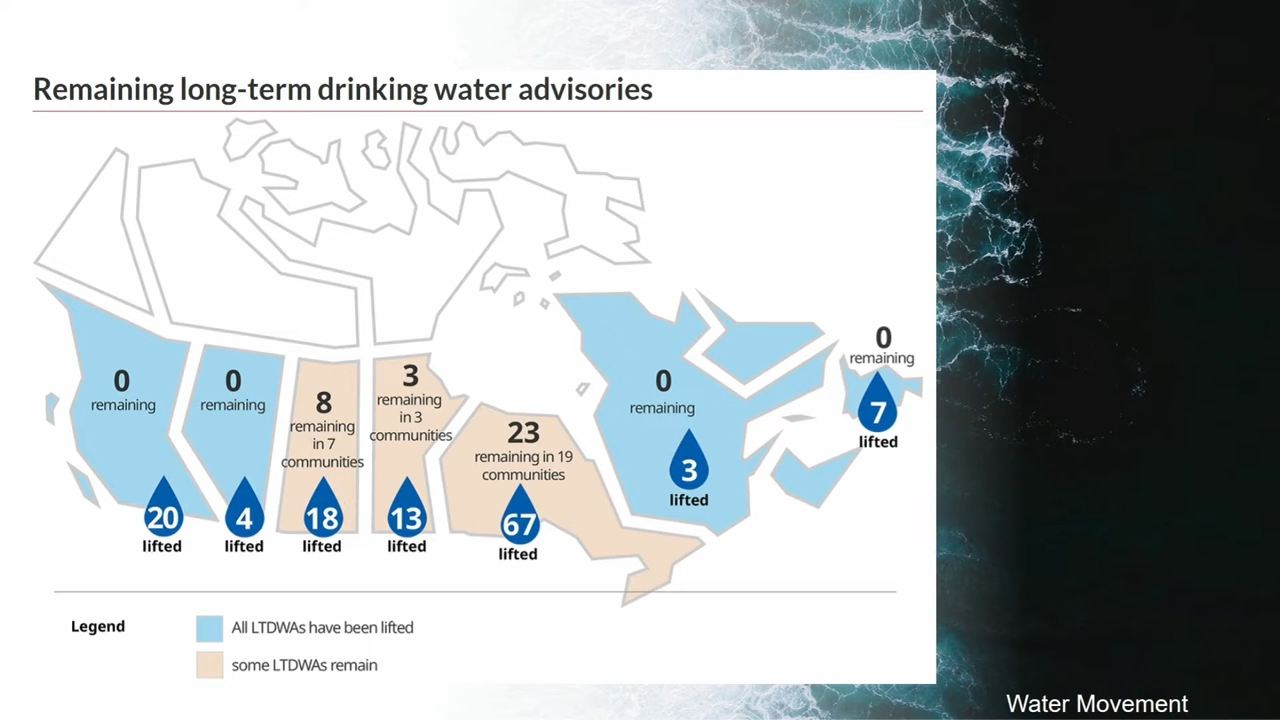 Remaining long-term drinking water advisories
0
remaining
20
lifted
0
remaining
4
lifted
8
remaining
in 7
communities
18
lifted
3
remaining
in 3
communities
13
lifted
23
remaining in 19
communities
67
lifted
0
remaining
3
lifted
0
remaining
7
lifted
Legend
All LTDWAs have been lifted
some LTDWAs remain
Water Movement